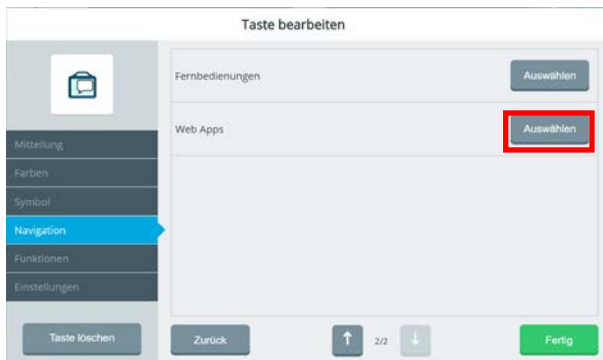 Taste bearbeiten
Fernbedienungen
Auswählen
Web Apps
Auswählen
Mitteilung
Farben
Symbol
Navigation
Funktionen
Einstellungen
Taste löschen
Zurück
2/2
Fertig